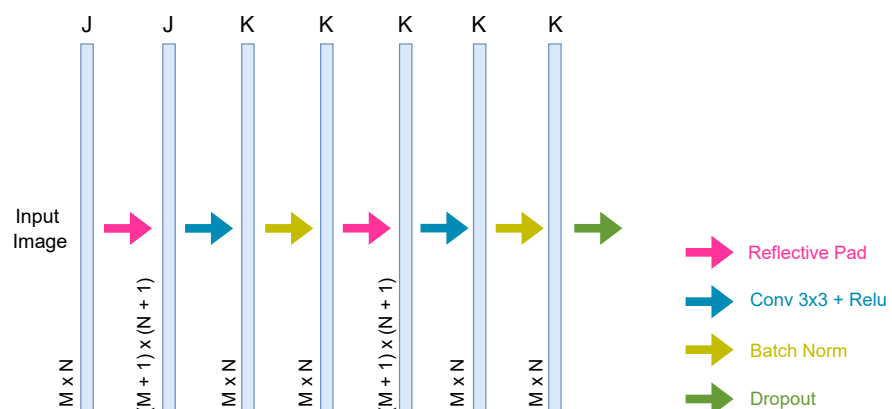 J J K K K K K
Input
Image
M x N
(M + 1) x (N + 1)
M x N
M x N
(M + 1) x (N + 1)
M x N
M x N
Reflective Pad
Conv 3x3 + Relu
Batch Norm
Dropout